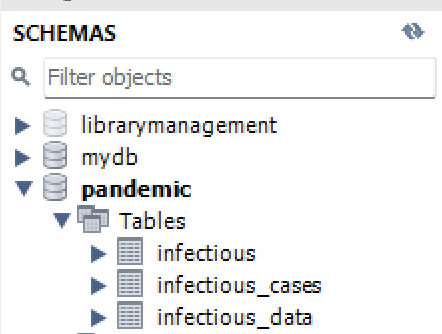 SCHEMAS
Filter objects
librarymanagement
mydb
pandemic
Tables
infectious
infectious_cases
infectious_data